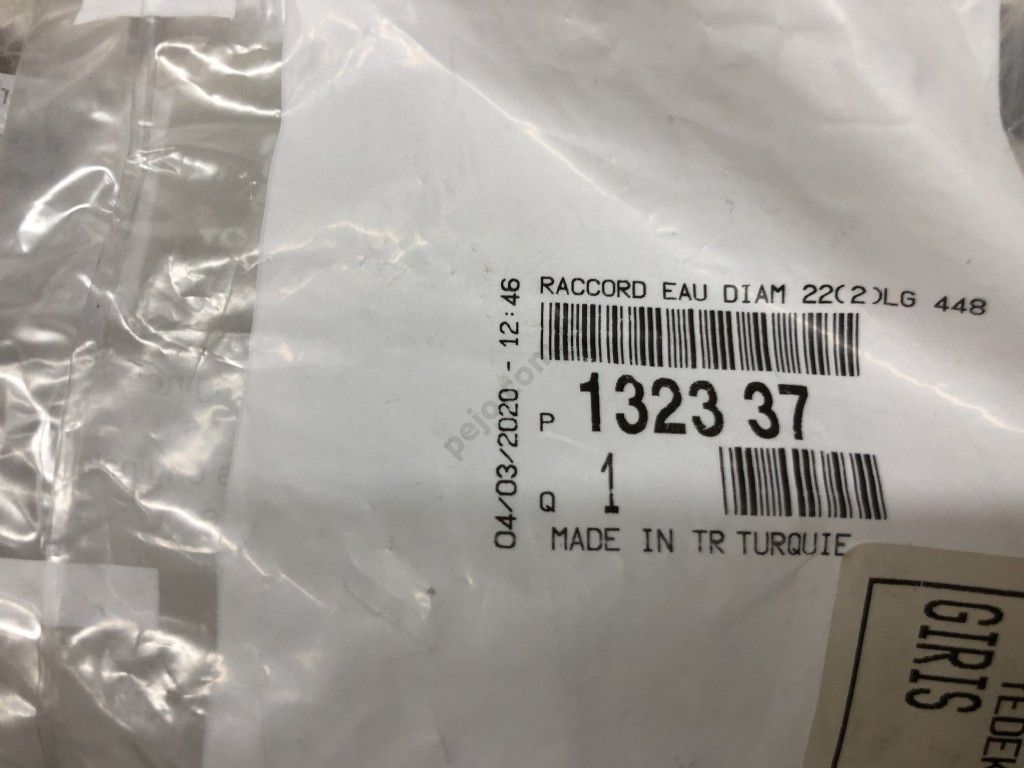 RACCORD EAU DIAM 22(2)LG 448
04/03/2020 - 12:46
P 1323 37
Q 1
MADE IN TR TURQUIE
GIRIS